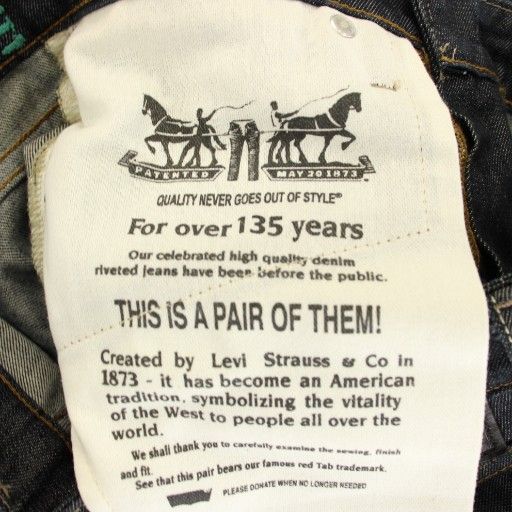 PATENTED MAY 20 1873
QUALITY NEVER GOES OUT OF STYLE®
For over 135 years
Our celebrated high quality denim
riveted jeans have been before the public.
THIS IS A PAIR OF THEM!
Created by Levi Strauss & Co in
1873 - it has become an American
tradition, symbolizing the vitality
of the West to people all over the
world.
We shall thank you to carefully examine the sewing, finish
and fit.
See that this pair bears our famous red Tab trademark.
PLEASE DONATE WHEN NO LONGER NEEDED